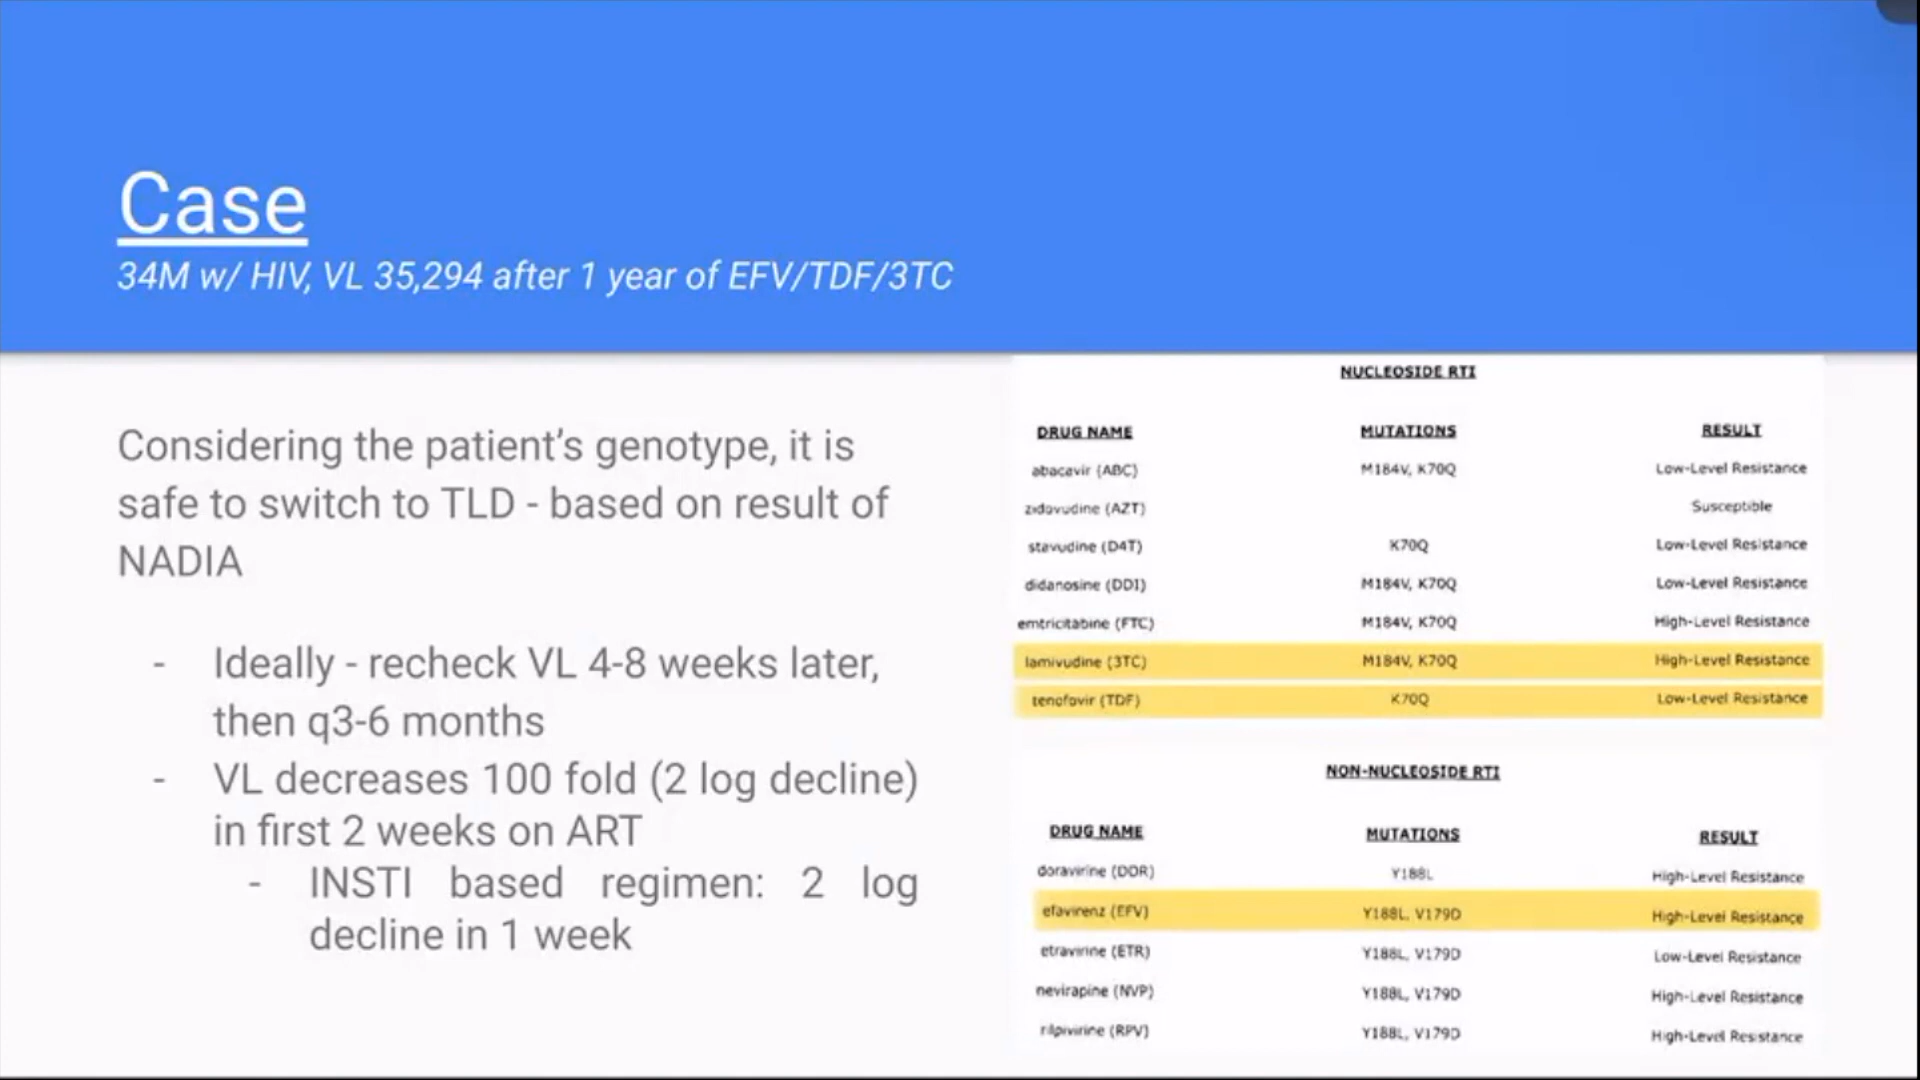 Case
34M w/ HIV, VL 35,294 after 1 year of EFV/TDF/3TC
Considering the patient's genotype, it is
safe to switch to TLD - based on result of
NADIA
- Ideally - recheck VL 4-8 weeks later,
then q3-6 months
- VL decreases 100 fold (2 log decline)
in first 2 weeks on ART
- INSTI based regimen: 2 log
decline in 1 week
NUCLEOSIDE RTI
DRUG NAME MUTATIONS RESULT
abacavir (ABC) M184V, K70Q Low-Level Resistance
zidovudine (AZT) Susceptible
stavudine (D4T) K70Q Low-Level Resistance
didanosine (DDI) M184V, K70Q Low-Level Resistance
emtricitabine (FTC) M184V, K70Q High-Level Resistance
lamivudine (3TC) M184V, K70Q High-Level Resistance
tenofovir (TDF) K70Q Low-Level Resistance
NON-NUCLEOSIDE RTI
DRUG NAME MUTATIONS RESULT
doravirine (DOR) Y188L High-Level Resistance
efavirenz (EFV) Y188L, V179D High-Level Resistance
etravirine (ETR) Y188L, V179D Low-Level Resistance
nevirapine (NVP) Y188L, V179D High-Level Resistance
rilpivirine (RPV) Y188L, V179D High-Level Resistance